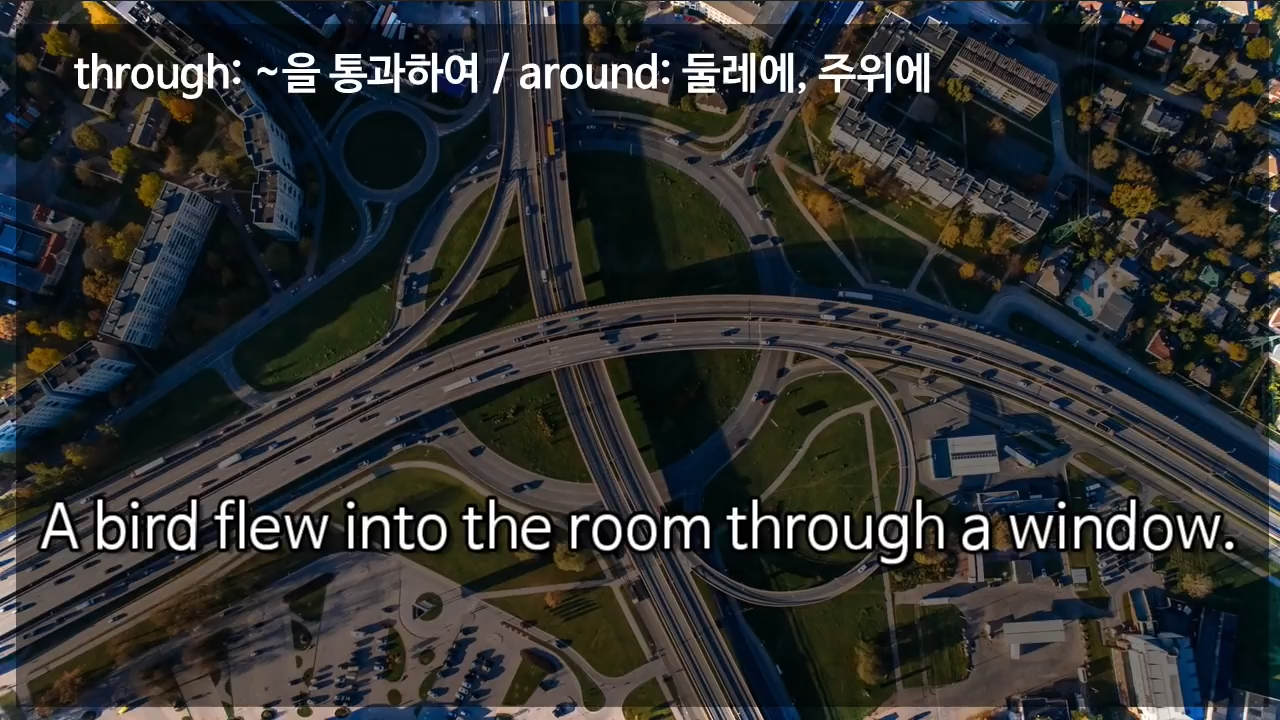 through: ~을 통과하여 / around: 둘레에, 주위에
A bird flew into the room through a window.